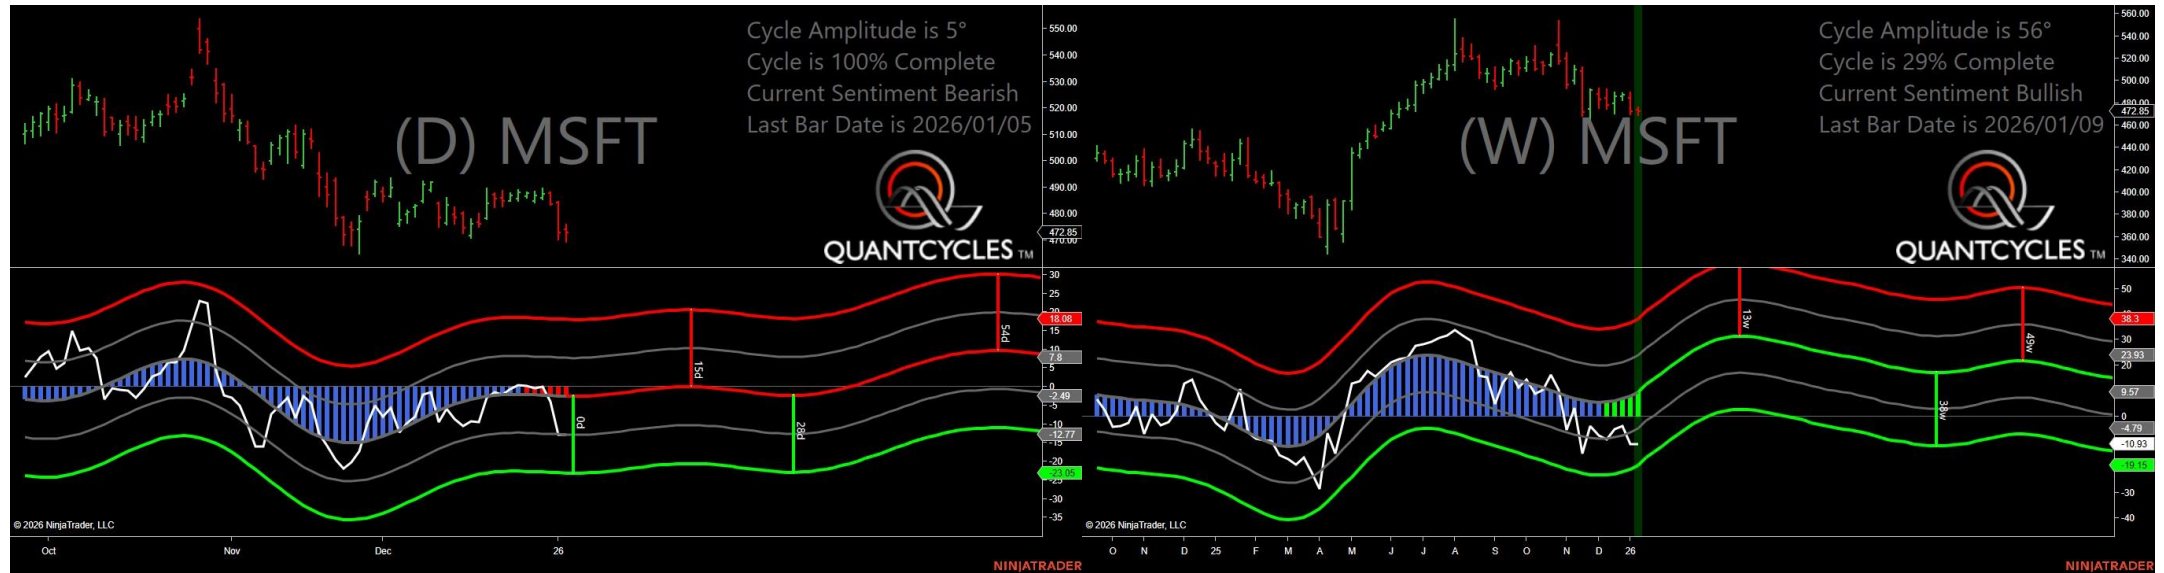 Cycle Amplitude is 5°
Cycle is 100% Complete
Current Sentiment Bearish
Last Bar Date is 2026/01/05
(D) MSFT
QUANTCYCLES TM
550.00
540.00
530.00
520.00
510.00
500.00
490.00
480.00
472.85
470.00
30
25
18.08
15
10
7.8
5
0
-2.49
-5
-10
-12.77
-15
-20
-23.05
-25
-30
-35
15d
54d
0d
28d
© 2026 NinjaTrader, LLC
Oct
Nov
Dec
26
NINJATRADER
Cycle Amplitude is 56°
Cycle is 29% Complete
Current Sentiment Bullish
Last Bar Date is 2026/01/09
(W) MSFT
QUANTCYCLES TM
560.00
540.00
520.00
500.00
480.00
472.85
460.00
440.00
420.00
400.00
380.00
360.00
340.00
50
38.3
30
23.93
20
9.57
0
-4.79
-10.93
-19.15
-30
-40
13w
49w
38w
© 2026 NinjaTrader, LLC
O
N
D
25
F
M
A
M
J
J
A
S
O
N
D
26
NINJATRADER